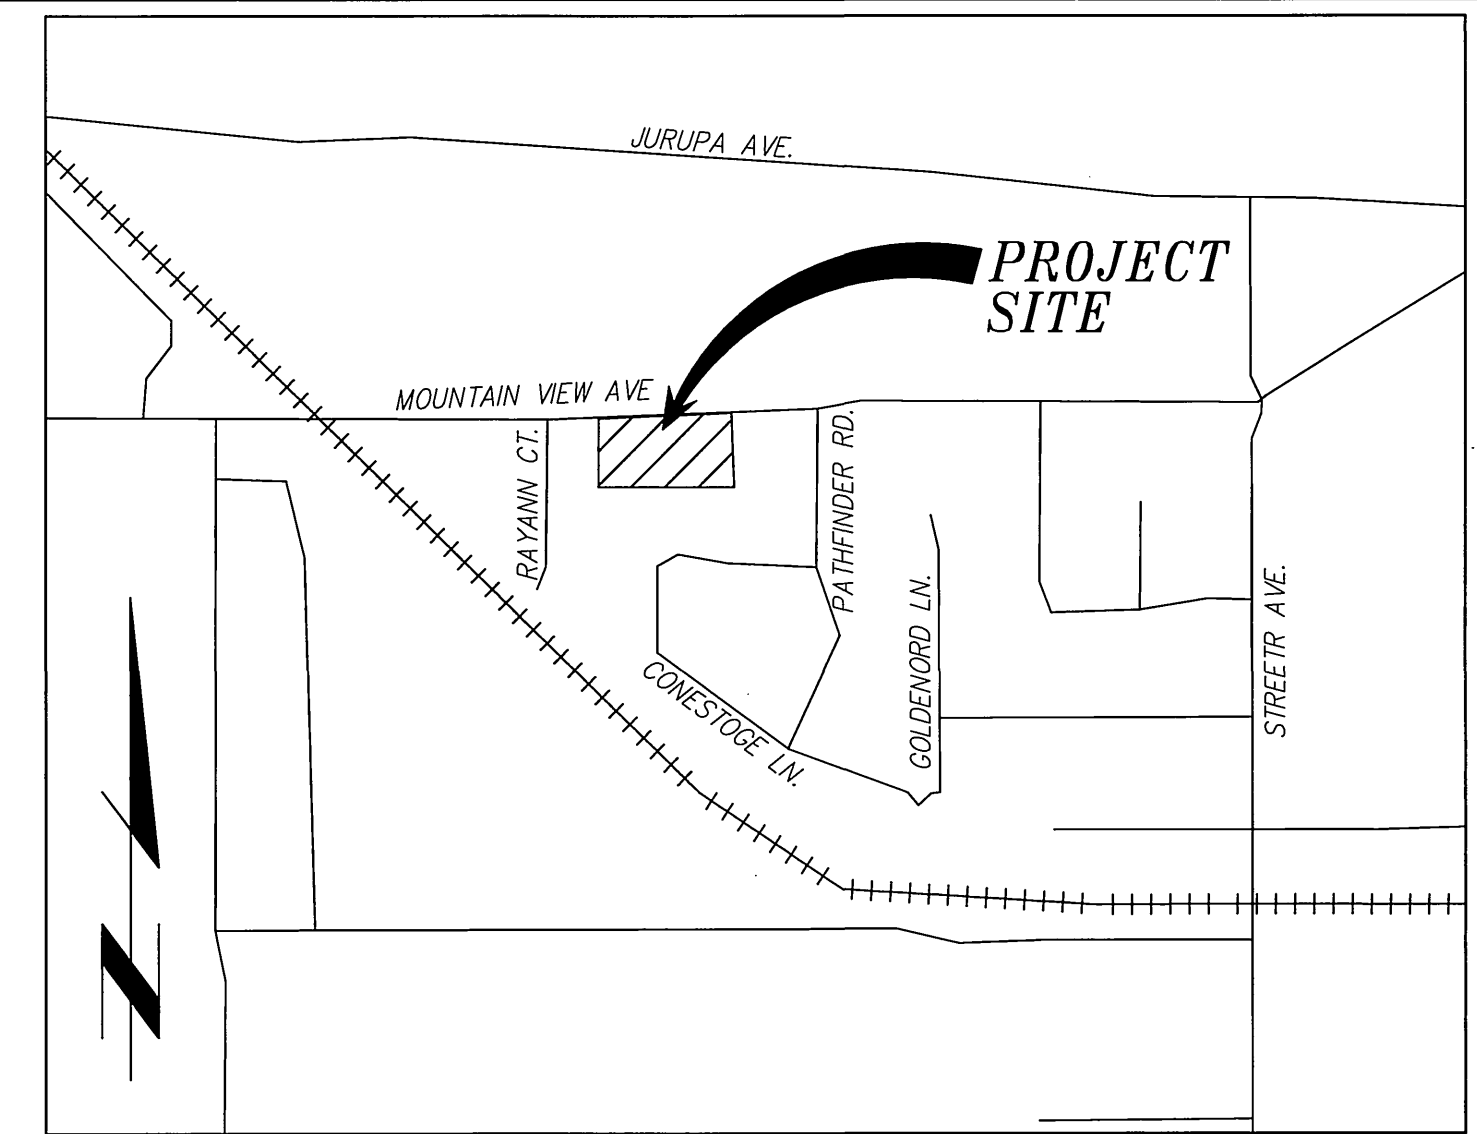 JURUPA AVE.
PROJECT
SITE
MOUNTAIN VIEW AVE
RAYANN CT.
PATHFINDER RD.
GOLDENORD LN.
STREETR AVE.
CONESTOGE LN.
N